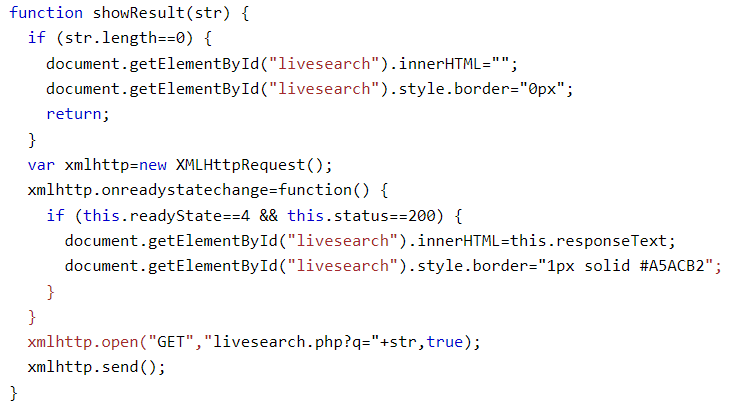 function showResult(str) {
  if (str.length==0) {
    document.getElementById("livesearch").innerHTML="";
    document.getElementById("livesearch").style.border="0px";
    return;
  }
  var xmlhttp=new XMLHttpRequest();
  xmlhttp.onreadystatechange=function() {
    if (this.readyState==4 && this.status==200) {
      document.getElementById("livesearch").innerHTML=this.responseText;
      document.getElementById("livesearch").style.border="1px solid #A5ACB2";
    }
  }
  xmlhttp.open("GET","livesearch.php?q="+str,true);
  xmlhttp.send();
}